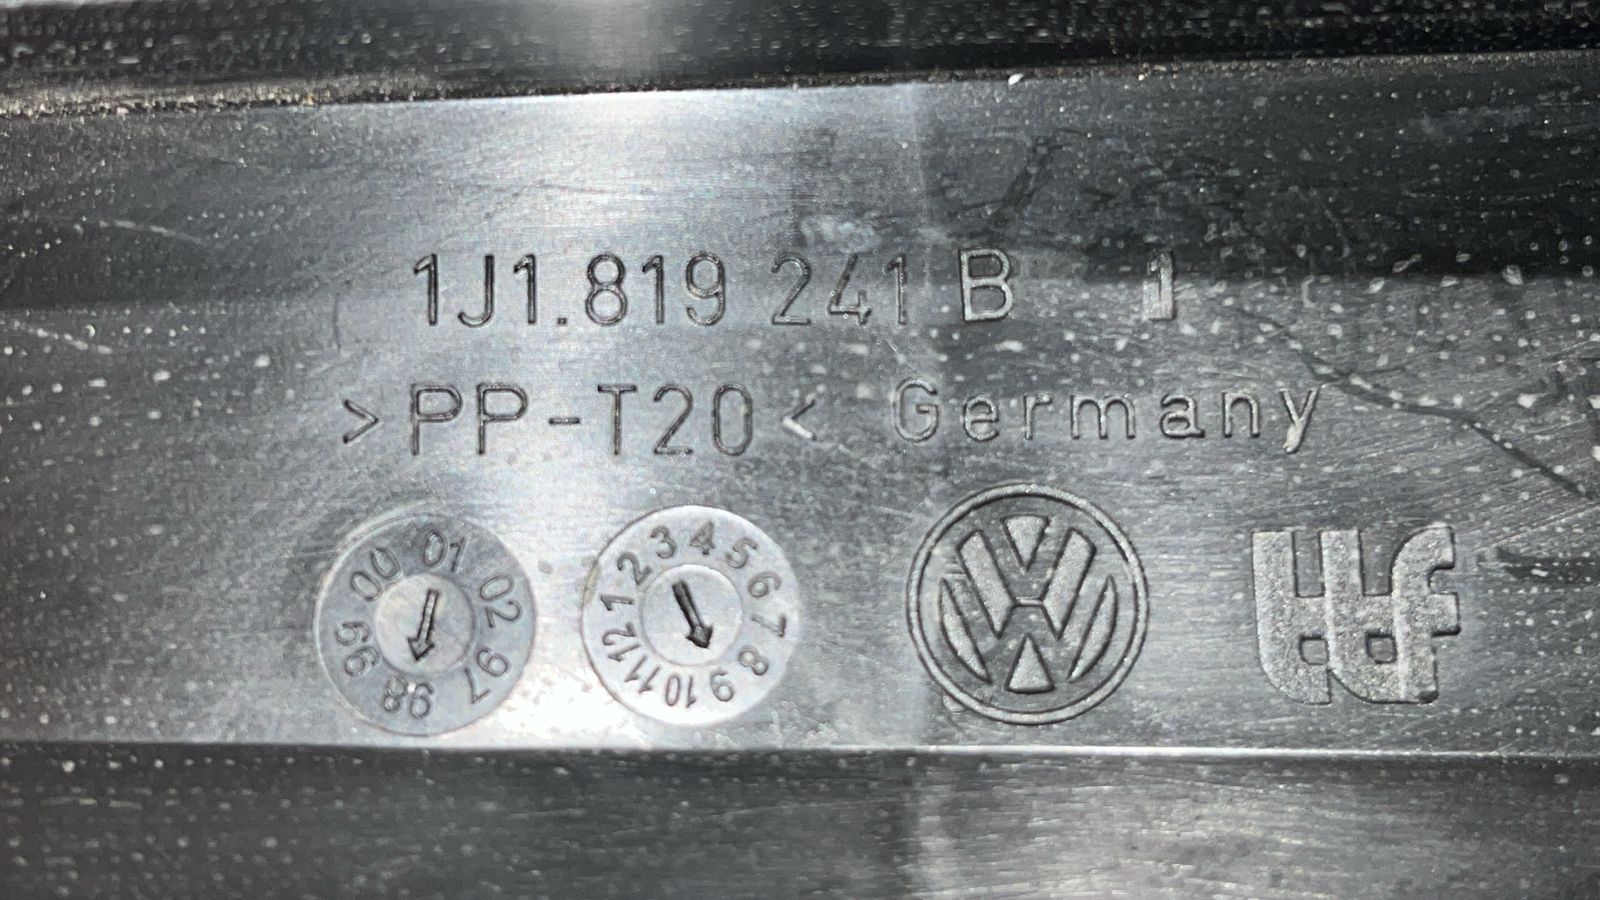 1J1.819 241 B 1
>PP-T20< Germany
97 98 99 00 01 02
1 2 3 4 5 6 7 8 9 10 11 12